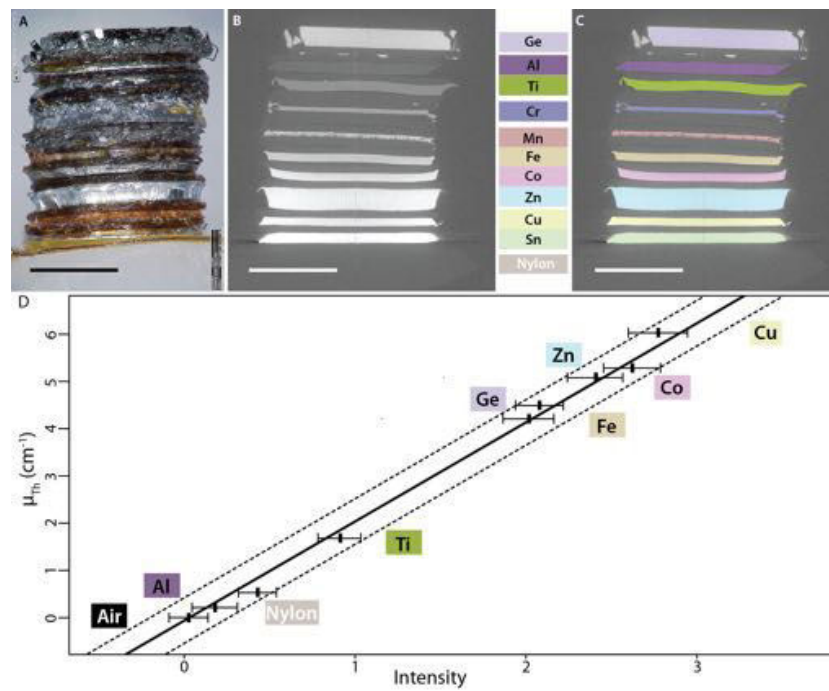 A
B
C
Ge
Al
Ti
Cr
Mn
Fe
Co
Zn
Cu
Sn
Nylon
D
μTh (cm⁻¹)
6
5
4
3
2
1
0
Cu
Zn
Co
Ge
Fe
Ti
Al
Nylon
Air
0
1
2
3
Intensity